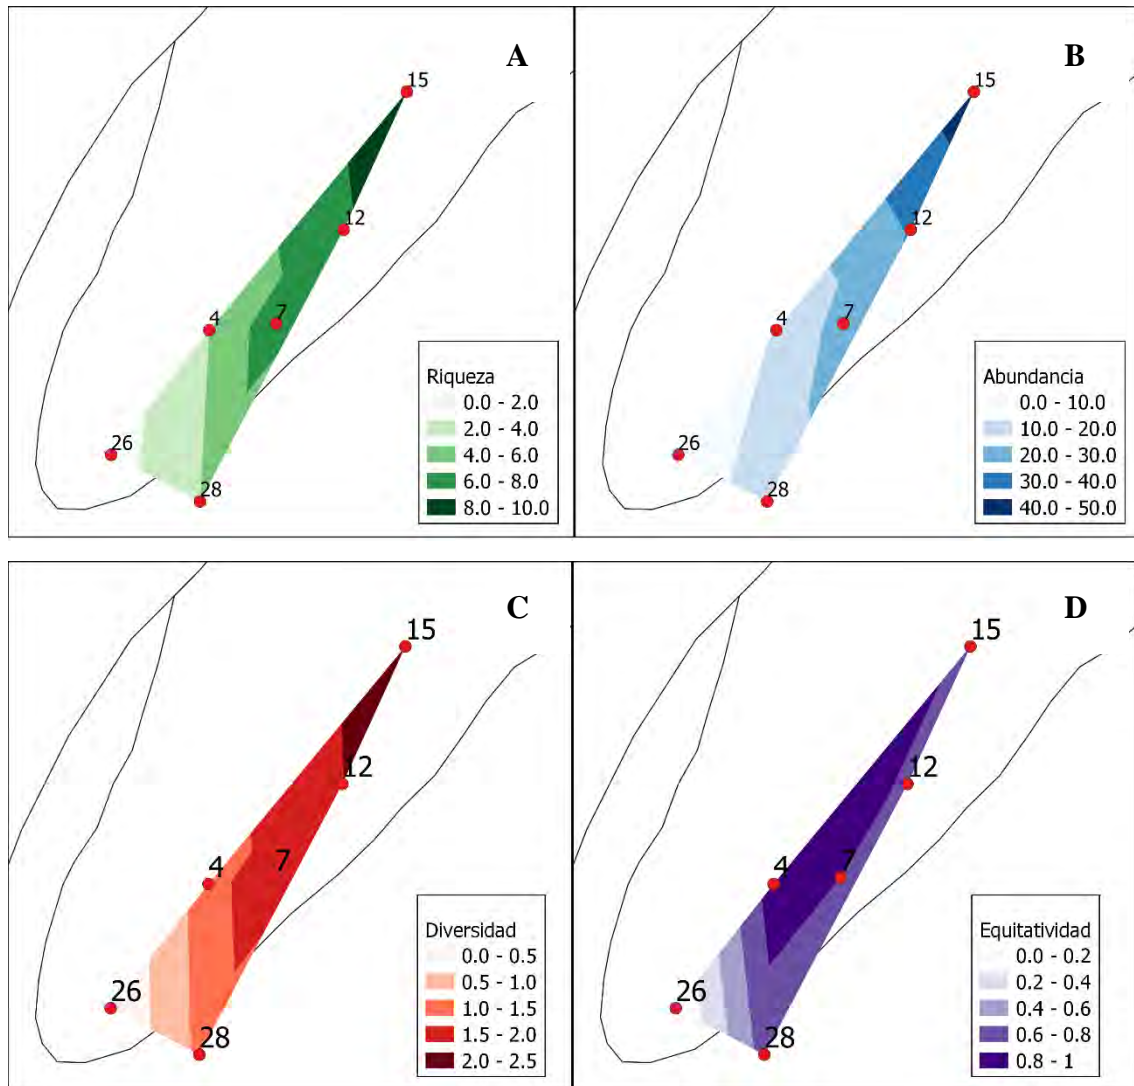 A
15
12
4
7
26
28
Riqueza
0.0 - 2.0
2.0 - 4.0
4.0 - 6.0
6.0 - 8.0
8.0 - 10.0
B
15
12
4
7
26
28
Abundancia
0.0 - 10.0
10.0 - 20.0
20.0 - 30.0
30.0 - 40.0
40.0 - 50.0
C
15
12
4
7
26
28
Diversidad
0.0 - 0.5
0.5 - 1.0
1.0 - 1.5
1.5 - 2.0
2.0 - 2.5
D
15
12
4
7
26
28
Equitatividad
0.0 - 0.2
0.2 - 0.4
0.4 - 0.6
0.6 - 0.8
0.8 - 1